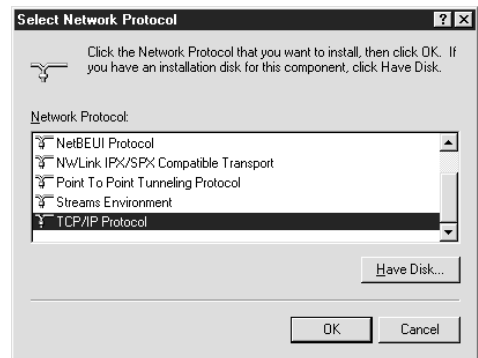 Select Network Protocol
Click the Network Protocol that you want to install, then click OK. If
you have an installation disk for this component, click Have Disk.
Network Protocol:
NetBEUI Protocol
NWLink IPX/SPX Compatible Transport
Point To Point Tunneling Protocol
Streams Environment
TCP/IP Protocol
Have Disk...
OK Cancel